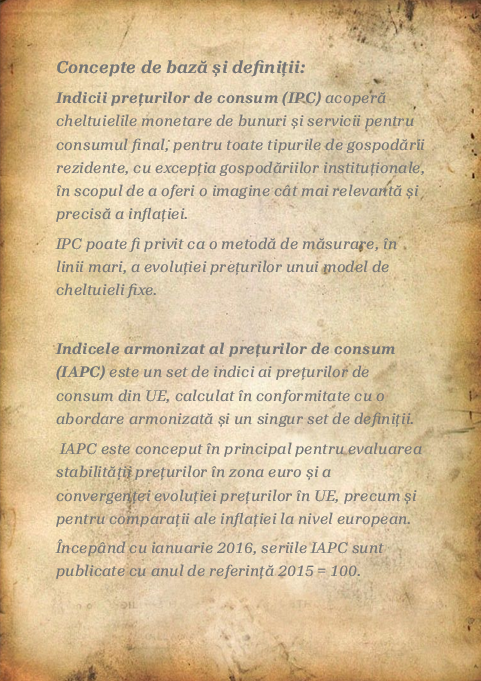 Concepte de bază și definiții:
Indicii prețurilor de consum (IPC) acoperă
cheltuielile monetare de bunuri și servicii pentru
consumul final, pentru toate tipurile de gospodării
rezidente, cu excepția gospodăriilor instituționale,
în scopul de a oferi o imagine cât mai relevantă și
precisă a inflației.
IPC poate fi privit ca o metodă de măsurare, în
linii mari, a evoluției prețurilor unui model de
cheltuieli fixe.
Indicele armonizat al prețurilor de consum
(IAPC) este un set de indici ai prețurilor de
consum din UE, calculat în conformitate cu o
abordare armonizată și un singur set de definiții.
IAPC este conceput în principal pentru evaluarea
stabilității prețurilor în zona euro și a
convergenței evoluției prețurilor în UE, precum și
pentru comparații ale inflației la nivel european.
Începând cu ianuarie 2016, seriile IAPC sunt
publicate cu anul de referință 2015 = 100.